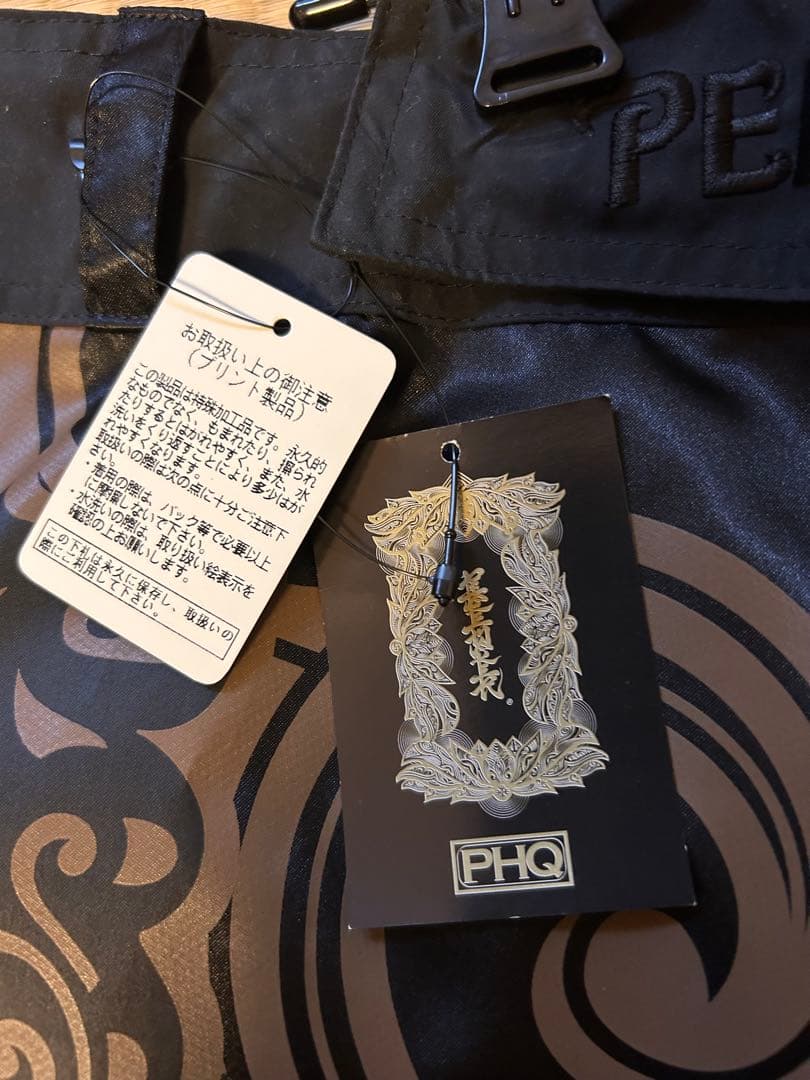 PE
お取扱い上の御注意
（プリント製品）
この製品は特殊加工品です。永久的
なものでなく、もまれたり、擦られ
たりするとはがれやすく、また、水
洗いをくり返すことにより多少はが
れやすくなります。
取扱いの際は次の点に十分ご注意下
さい。
・着用の際は、バック等で必要以上
に摩擦しないで下さい。
・水洗いの際は、取り扱い絵表示を
確認の上お願いします。
この下札は永久に保存し、取扱いの
際にご利用して下さい。
PHQ